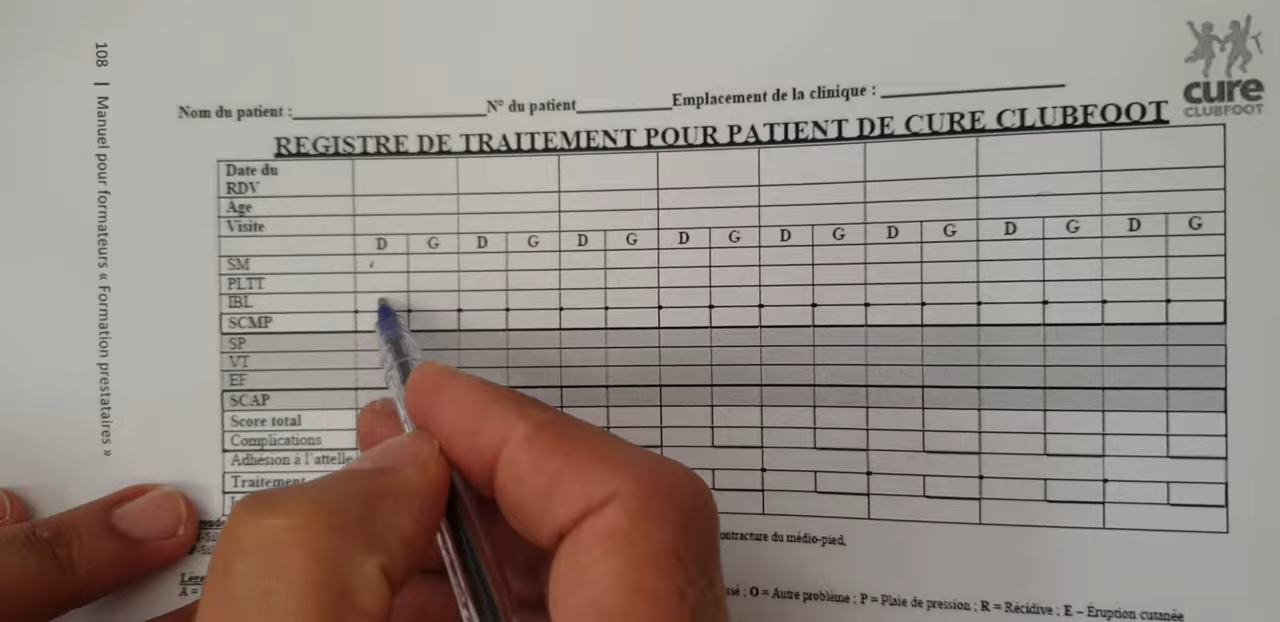 108 | Manuel pour formateurs « Formation prestataires »
cure
CLUBFOOT
Nom du patient : N° du patient Emplacement de la clinique :
REGISTRE DE TRAITEMENT POUR PATIENT DE CURE CLUBFOOT
Date du
RDV
Age
Visite
D G D G D G D G D G D G D G D G
SM
PLTT
IBL
SCMP
SP
VT
EF
SCAP
Score total
Complications
Adhésion à l'attelle
Traitement
contracture du médio-pied,
O = Autre problème ; P = Plaie de pression ; R = Récidive ; E – Éruption cutanée
A =